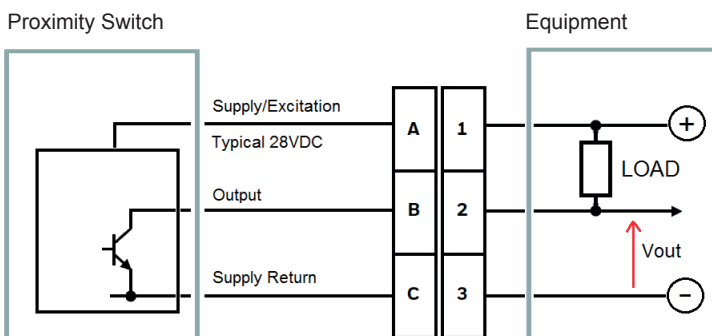 Proximity Switch
Equipment
Supply/Excitation
Typical 28VDC
A
1
+
LOAD
Output
B
2
Vout
Supply Return
C
3
-